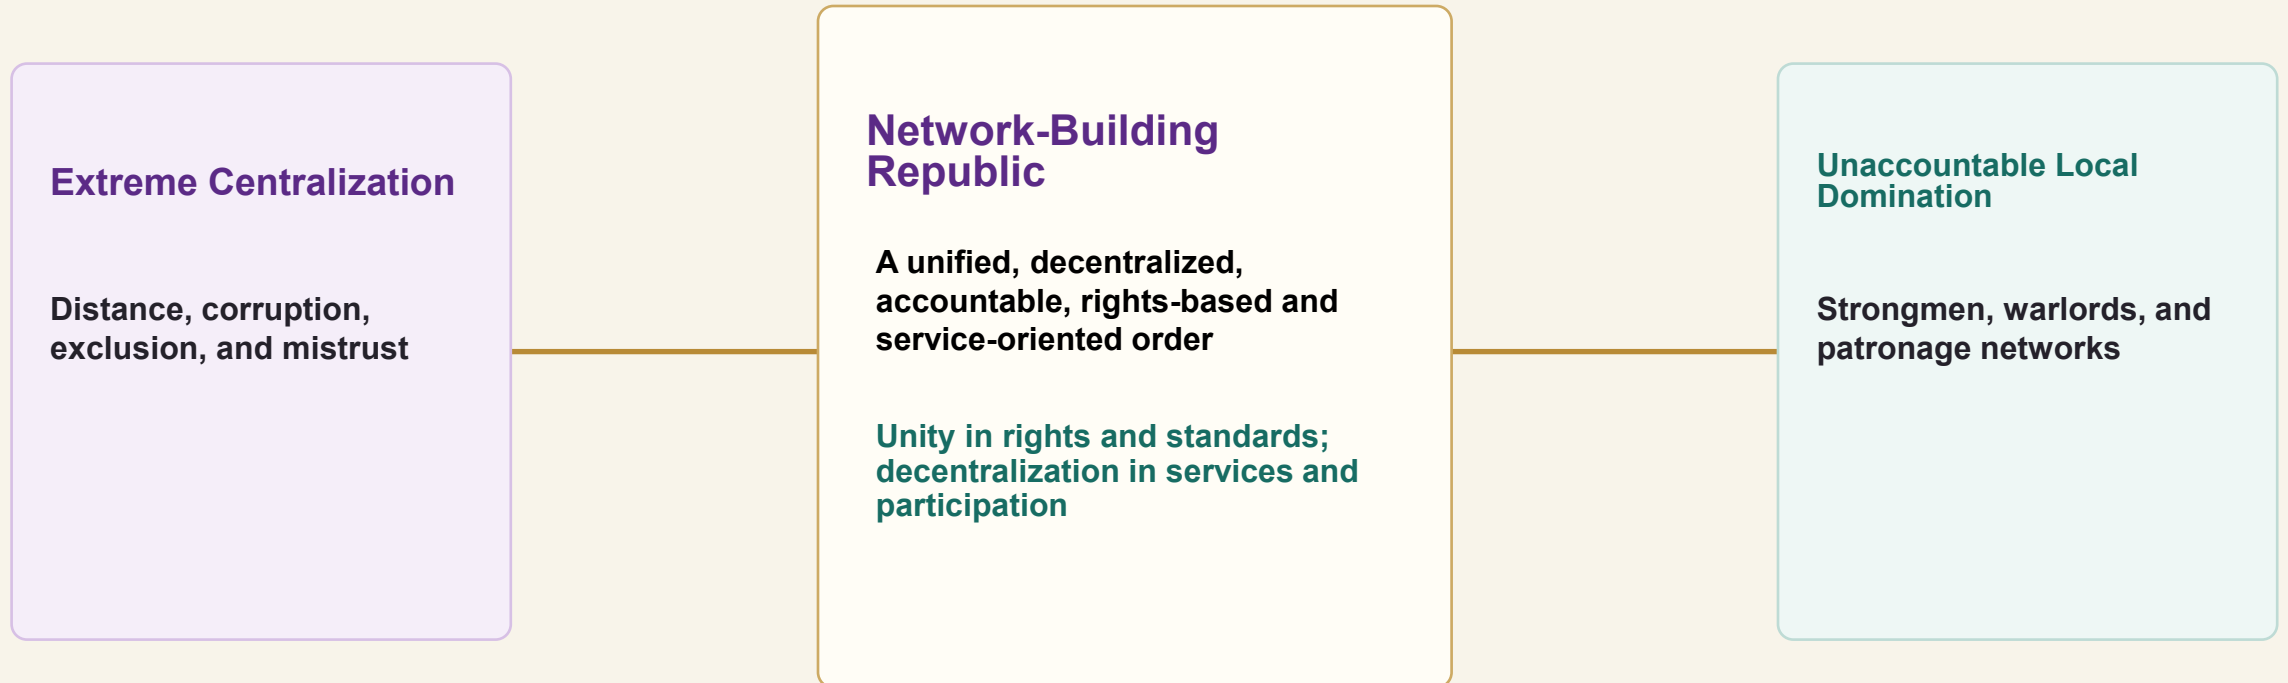 Extreme Centralization
Distance, corruption,
exclusion, and mistrust
Network-Building
Republic
A unified, decentralized,
accountable, rights-based and
service-oriented order
Unity in rights and standards;
decentralization in services and
participation
Unaccountable Local
Domination
Strongmen, warlords, and
patronage networks